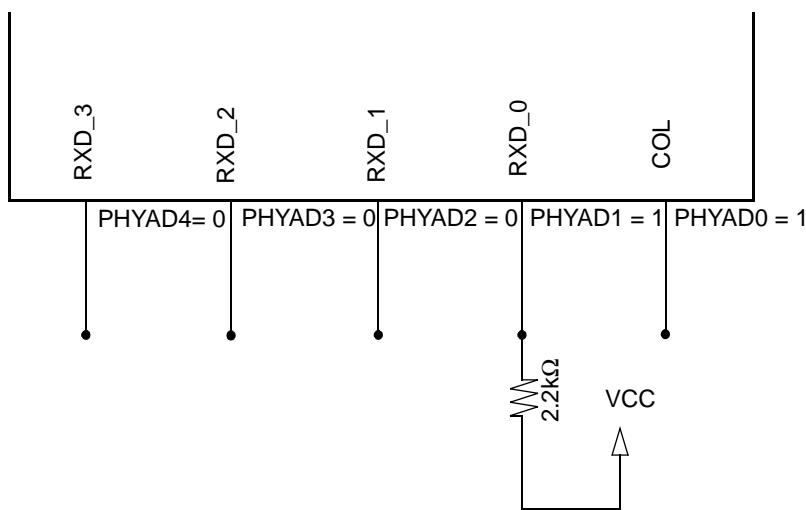 RXD_3
RXD_2
RXD_1
RXD_0
COL
PHYAD4= 0
PHYAD3 = 0
PHYAD2 = 0
PHYAD1 = 1
PHYAD0 = 1
2.2kΩ
VCC